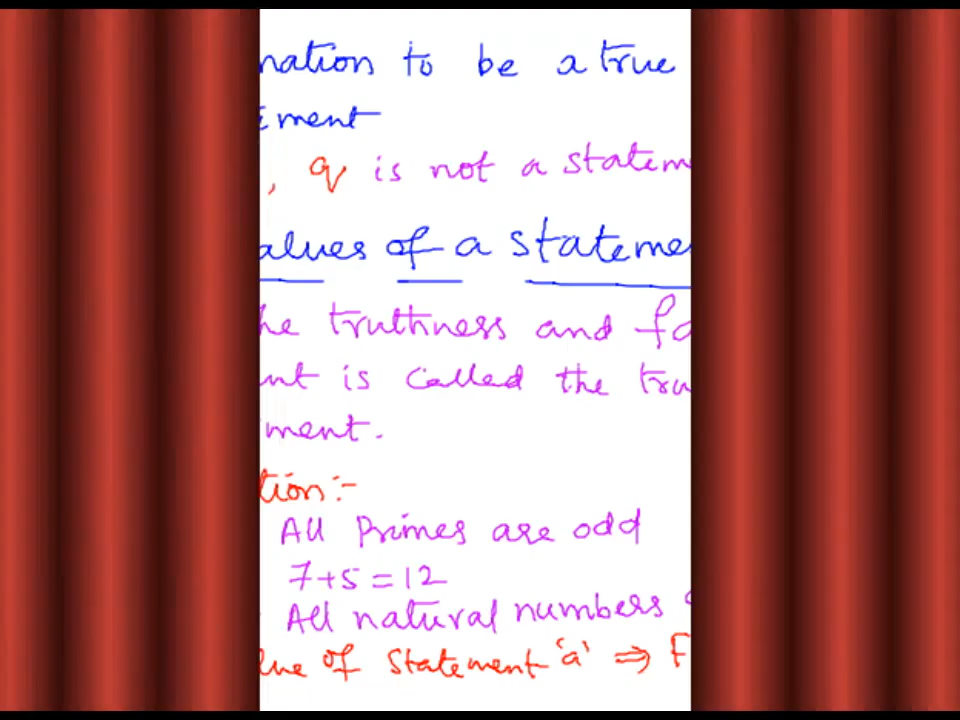 nation to be a true
ement
, q is not a statem
alues of a stateme
he truthness and fa
nt is called the tru
ment.
tion:-
All Primes are odd
7+5=12
All natural numbers
lue of Statement 'a' ⇒ F